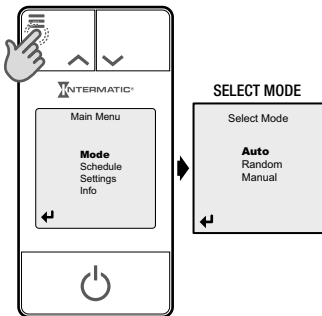 INTERMATIC®
Main Menu
Mode
Schedule
Settings
Info
SELECT MODE
Select Mode
Auto
Random
Manual